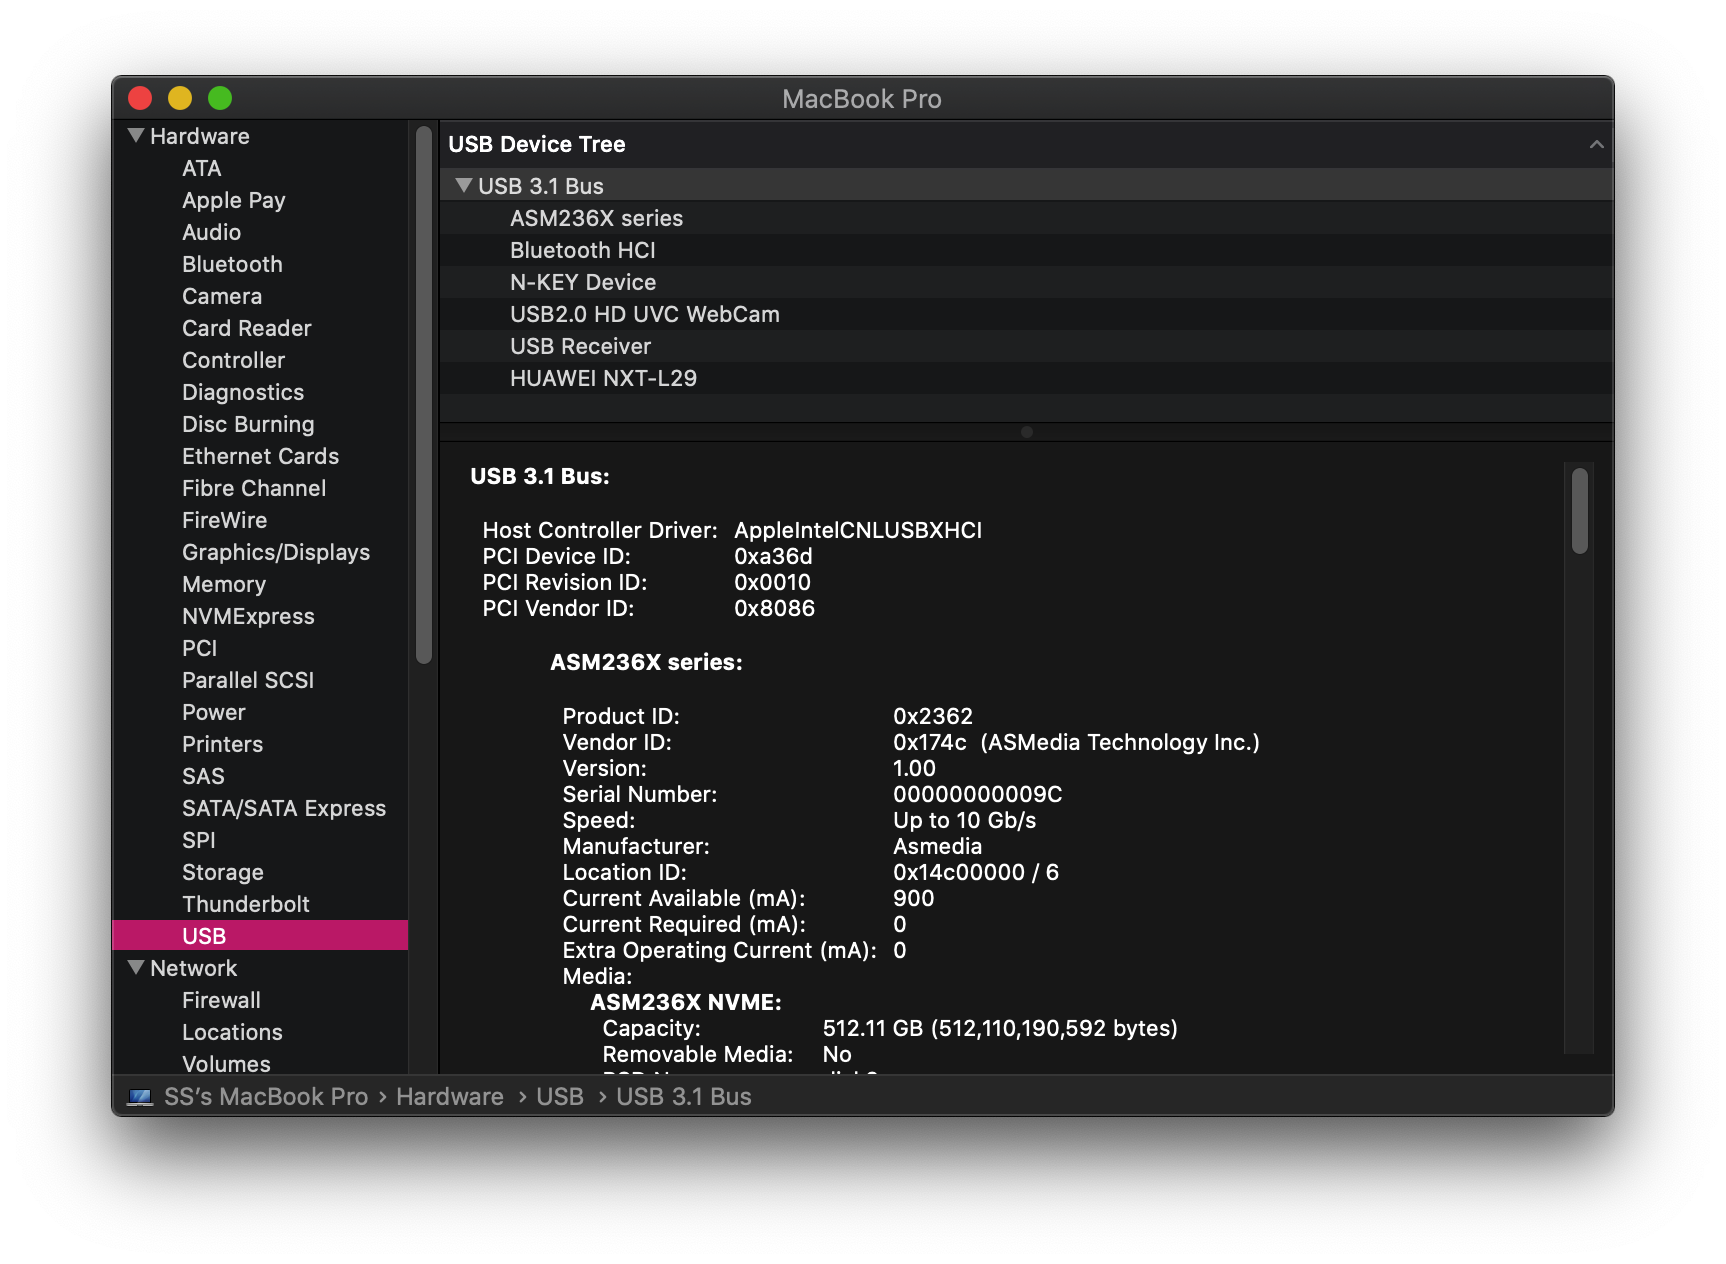 MacBook Pro
Hardware
ATA
Apple Pay
Audio
Bluetooth
Camera
Card Reader
Controller
Diagnostics
Disc Burning
Ethernet Cards
Fibre Channel
FireWire
Graphics/Displays
Memory
NVMExpress
PCI
Parallel SCSI
Power
Printers
SAS
SATA/SATA Express
SPI
Storage
Thunderbolt
USB
Network
Firewall
Locations
Volumes
USB Device Tree
USB 3.1 Bus
ASM236X series
Bluetooth HCI
N-KEY Device
USB2.0 HD UVC WebCam
USB Receiver
HUAWEI NXT-L29
USB 3.1 Bus:
Host Controller Driver: AppleIntelCNLUSBXHCI
PCI Device ID: 0xa36d
PCI Revision ID: 0x0010
PCI Vendor ID: 0x8086
ASM236X series:
Product ID: 0x2362
Vendor ID: 0x174c (ASMedia Technology Inc.)
Version: 1.00
Serial Number: 00000000009C
Speed: Up to 10 Gb/s
Manufacturer: Asmedia
Location ID: 0x14c00000 / 6
Current Available (mA): 900
Current Required (mA): 0
Extra Operating Current (mA): 0
Media:
ASM236X NVME:
Capacity: 512.11 GB (512,110,190,592 bytes)
Removable Media: No
SS's MacBook Pro › Hardware › USB › USB 3.1 Bus